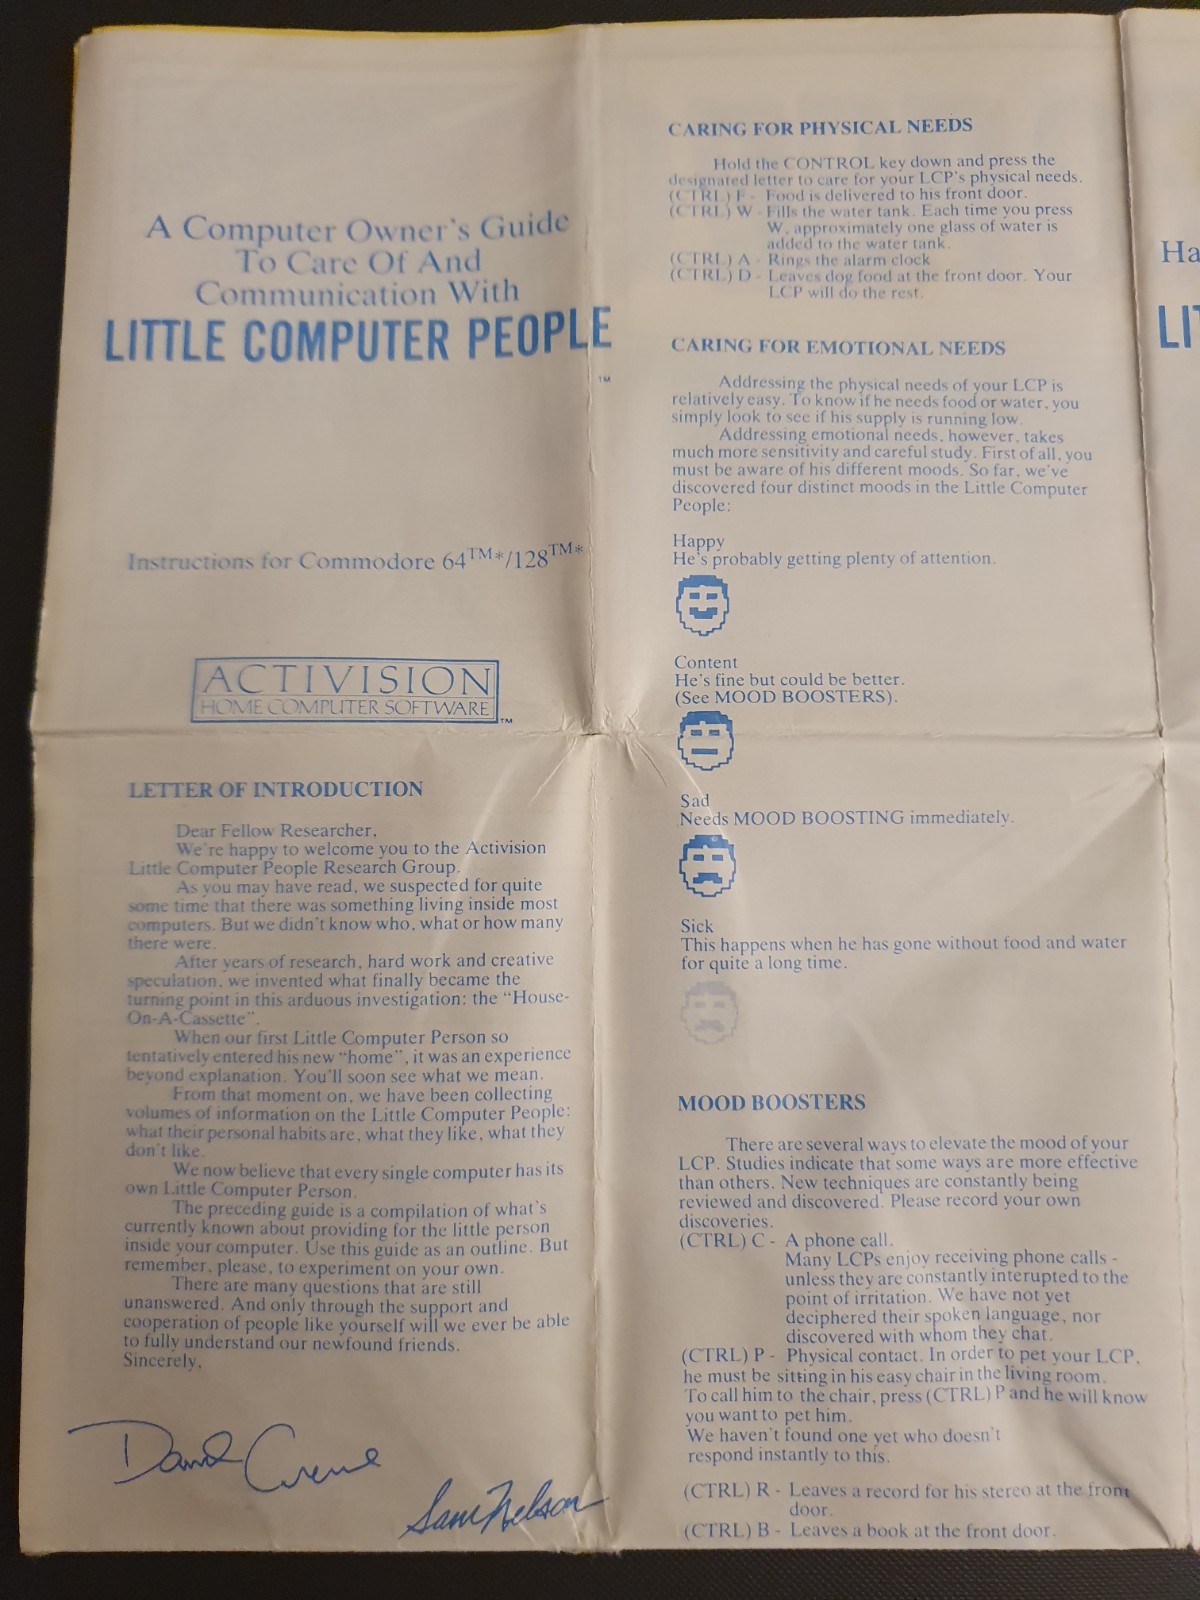 A Computer Owner's Guide
To Care Of And
Communication With
LITTLE COMPUTER PEOPLE
™
Instructions for Commodore 64™*/128™*
ACTIVISION
HOME COMPUTER SOFTWARE
™
LETTER OF INTRODUCTION
Dear Fellow Researcher,
We're happy to welcome you to the Activision
Little Computer People Research Group.
As you may have read, we suspected for quite
some time that there was something living inside most
computers. But we didn't know who, what or how many
there were.
After years of research, hard work and creative
speculation, we invented what finally became the
turning point in this arduous investigation: the "House-
On-A-Cassette".
When our first Little Computer Person so
tentatively entered his new "home", it was an experience
beyond explanation. You'll soon see what we mean.
From that moment on, we have been collecting
volumes of information on the Little Computer People:
what their personal habits are, what they like, what they
don't like.
We now believe that every single computer has its
own Little Computer Person.
The preceding guide is a compilation of what's
currently known about providing for the little person
inside your computer. Use this guide as an outline. But
remember, please, to experiment on your own.
There are many questions that are still
unanswered. And only through the support and
cooperation of people like yourself will we ever be able
to fully understand our newfound friends.
Sincerely,
David Crane
Sam Nelson
CARING FOR PHYSICAL NEEDS
Hold the CONTROL key down and press the
designated letter to care for your LCP's physical needs.
(CTRL) F - Food is delivered to his front door.
(CTRL) W - Fills the water tank. Each time you press
W, approximately one glass of water is
added to the water tank.
(CTRL) A - Rings the alarm clock
(CTRL) D - Leaves dog food at the front door. Your
LCP will do the rest.
CARING FOR EMOTIONAL NEEDS
Addressing the physical needs of your LCP is
relatively easy. To know if he needs food or water, you
simply look to see if his supply is running low.
Addressing emotional needs, however, takes
much more sensitivity and careful study. First of all, you
must be aware of his different moods. So far, we've
discovered four distinct moods in the Little Computer
People:
Happy
He's probably getting plenty of attention.
Content
He's fine but could be better.
(See MOOD BOOSTERS).
Sad
Needs MOOD BOOSTING immediately.
Sick
This happens when he has gone without food and water
for quite a long time.
MOOD BOOSTERS
There are several ways to elevate the mood of your
LCP. Studies indicate that some ways are more effective
than others. New techniques are constantly being
reviewed and discovered. Please record your own
discoveries.
(CTRL) C - A phone call.
Many LCPs enjoy receiving phone calls -
unless they are constantly interupted to the
point of irritation. We have not yet
deciphered their spoken language, nor
discovered with whom they chat.
(CTRL) P - Physical contact. In order to pet your LCP,
he must be sitting in his easy chair in the living room.
To call him to the chair, press (CTRL) P and he will know
you want to pet him.
We haven't found one yet who doesn't
respond instantly to this.
(CTRL) R - Leaves a record for his stereo at the front
door.
(CTRL) B - Leaves a book at the front door.
Ha
LIT